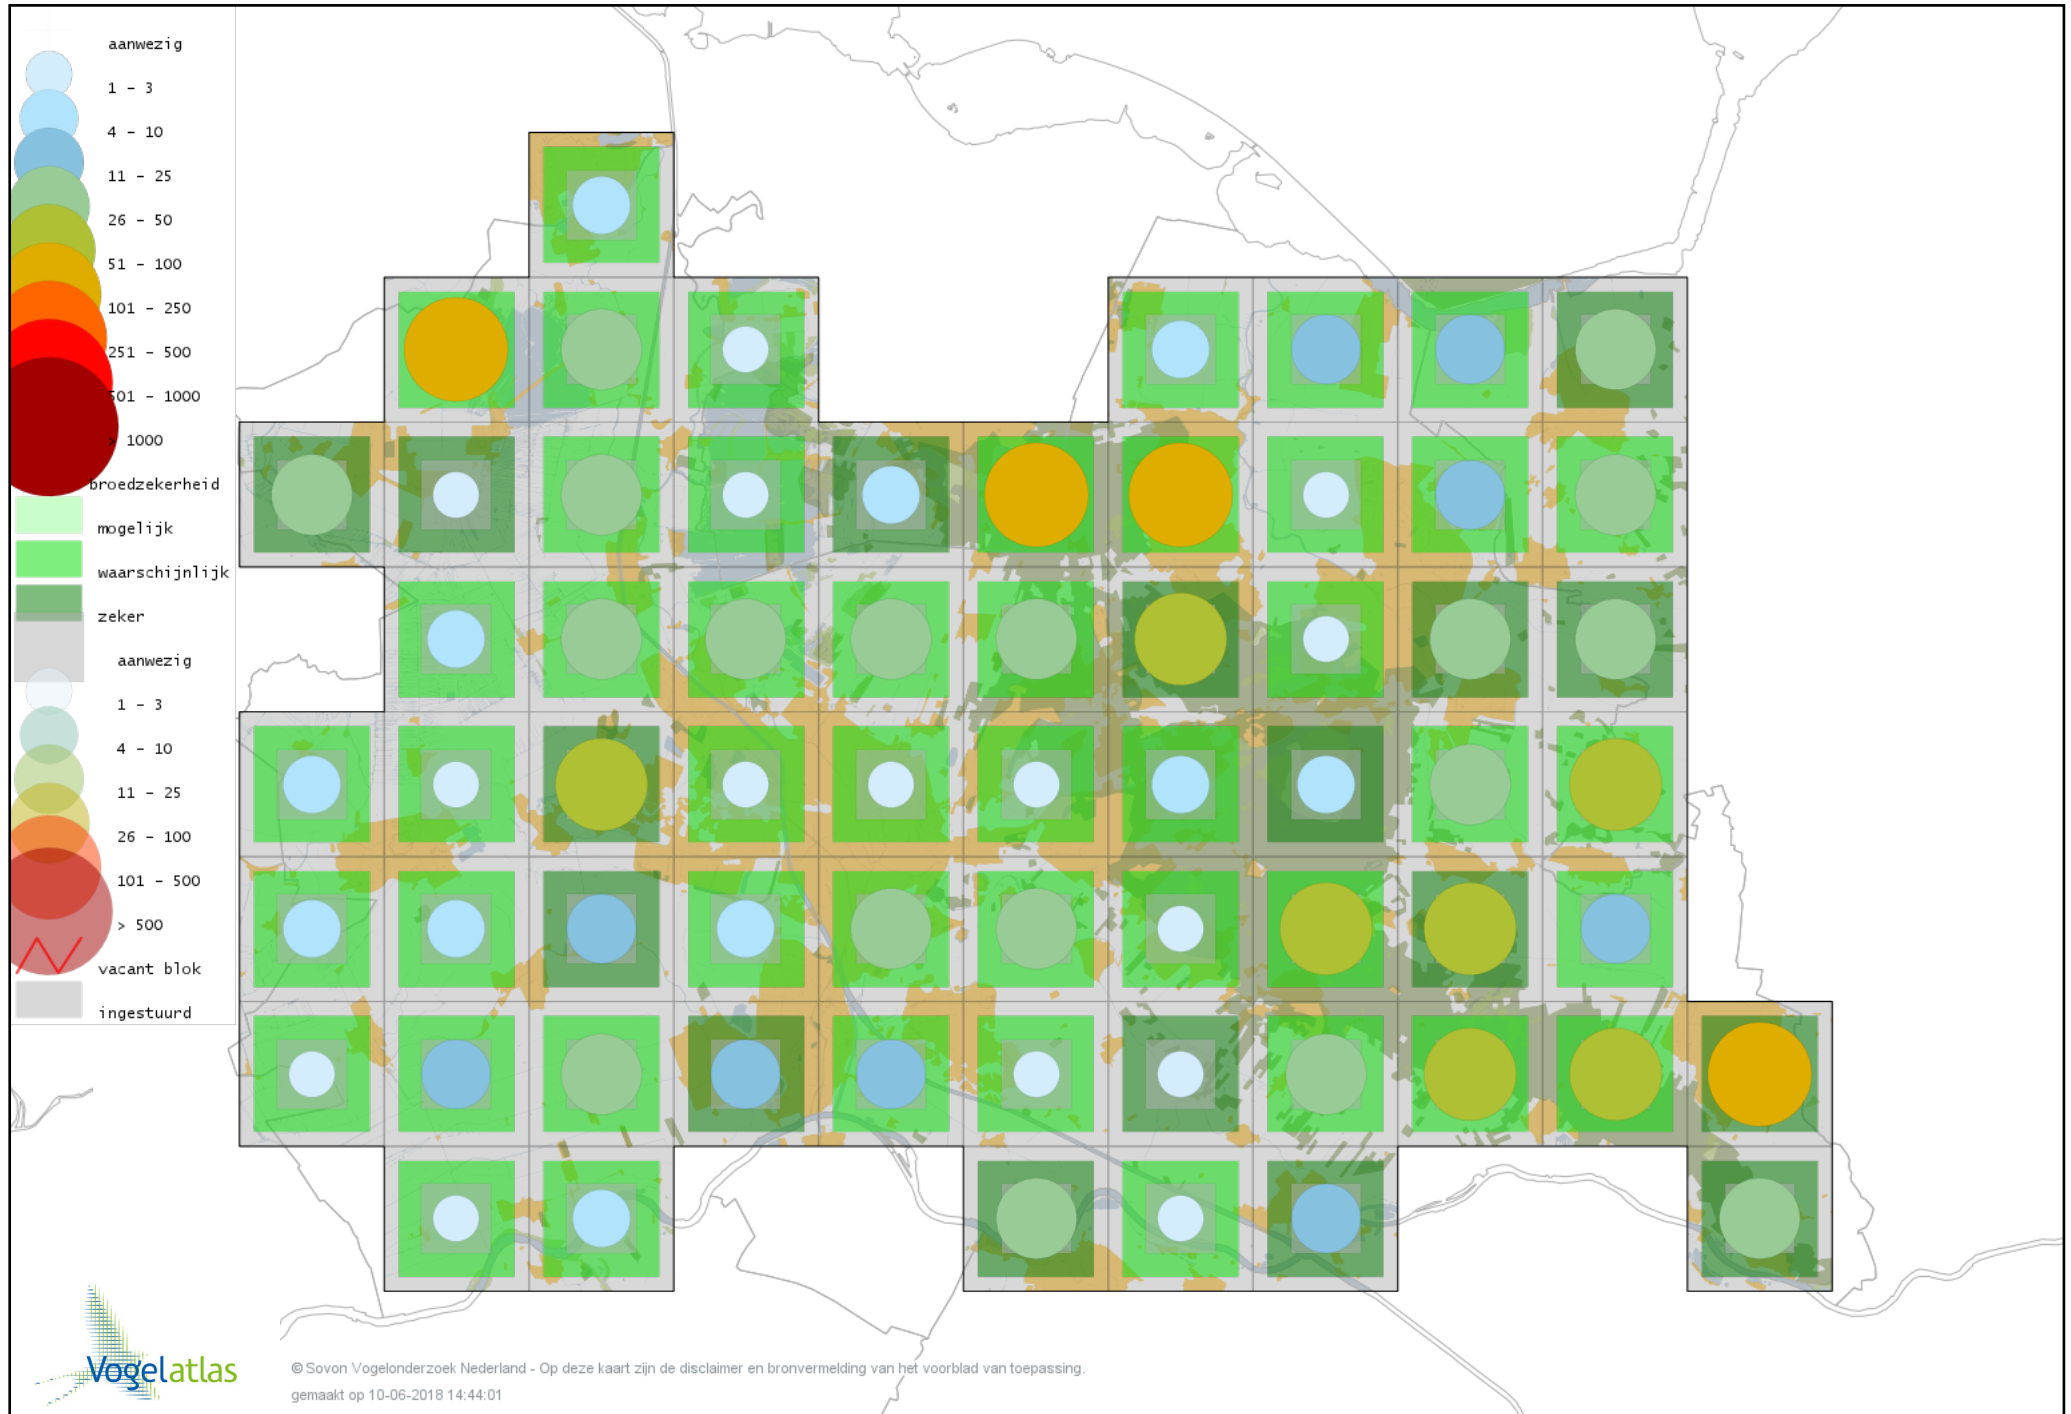 aanwezig
1 - 3
4 - 10
11 - 25
26 - 50
51 - 100
101 - 250
251 - 500
501 - 1000
> 1000
broedzekerheid
mogelijk
waarschijnlijk
zeker
aanwezig
1 - 3
4 - 10
11 - 25
26 - 100
101 - 500
> 500
vacant blok
ingestuurd
Vogelatlas
© Sovon Vogelonderzoek Nederland - Op deze kaart zijn de disclaimer en bronvermelding van het voorblad van toepassing.
gemaakt op 10-06-2018 14:44:01